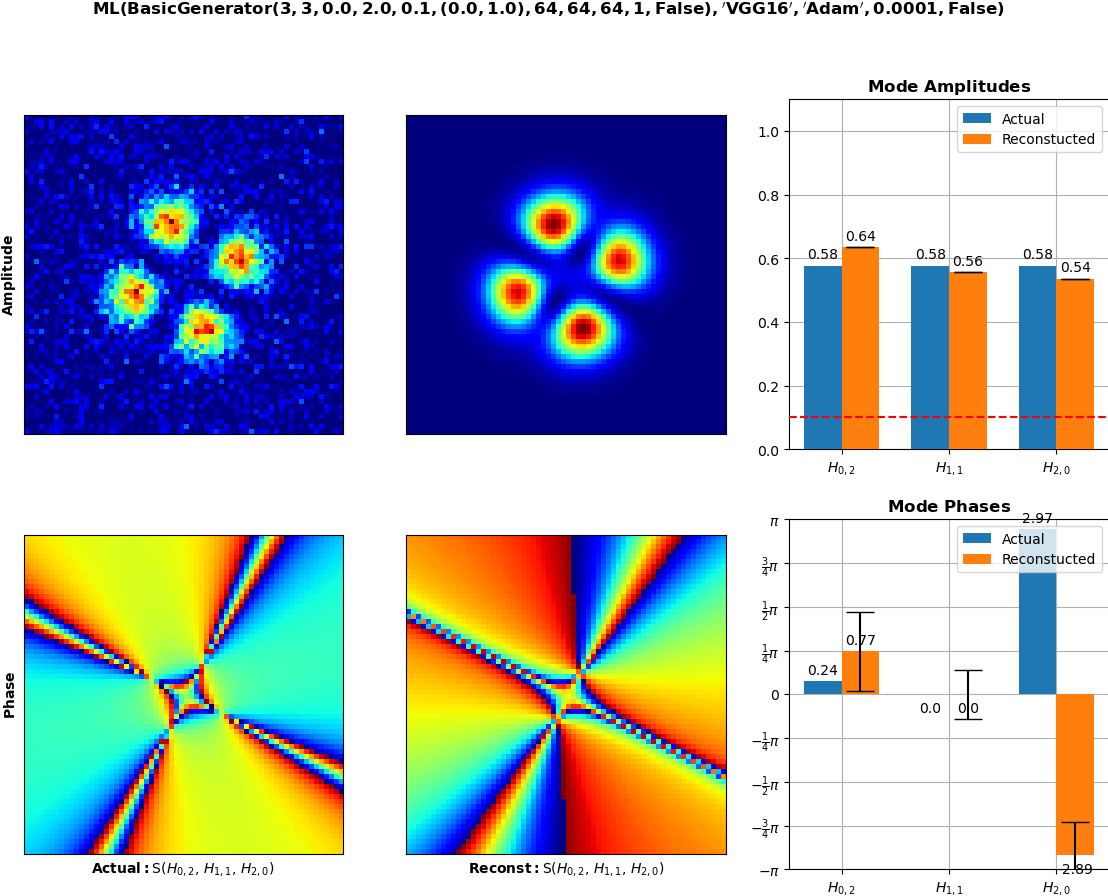 ML(BasicGenerator(3, 3, 0.0, 2.0, 0.1, (0.0, 1.0), 64, 64, 64, 1, False), ′VGG16′, ′Adam′, 0.0001, False)
Amplitude
Mode Amplitudes
Actual
Reconstucted
1.0
0.8
0.6
0.4
0.2
0.0
0.58
0.64
0.58
0.56
0.58
0.54
H0,2
H1,1
H2,0
Phase
Actual: S(H0,2, H1,1, H2,0)
Reconst: S(H0,2, H1,1, H2,0)
Mode Phases
Actual
Reconstucted
π
3/4π
1/2π
1/4π
0
−1/4π
−1/2π
−3/4π
−π
0.24
0.77
0.0
0.0
2.97
-2.89
H0,2
H1,1
H2,0